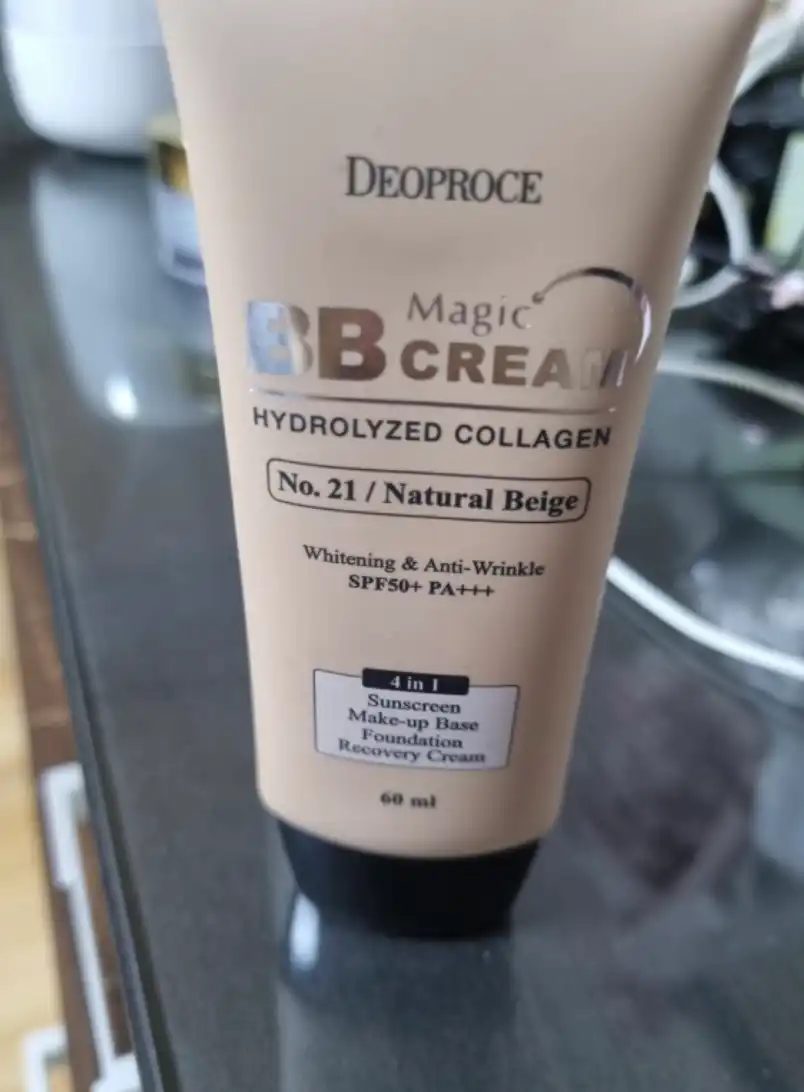 DEOPROCE
Magic
BB CREAM
HYDROLYZED COLLAGEN
No. 21 / Natural Beige
Whitening & Anti-Wrinkle
SPF50+ PA+++
4 in 1
Sunscreen
Make-up Base
Foundation
Recovery Cream
60 ml